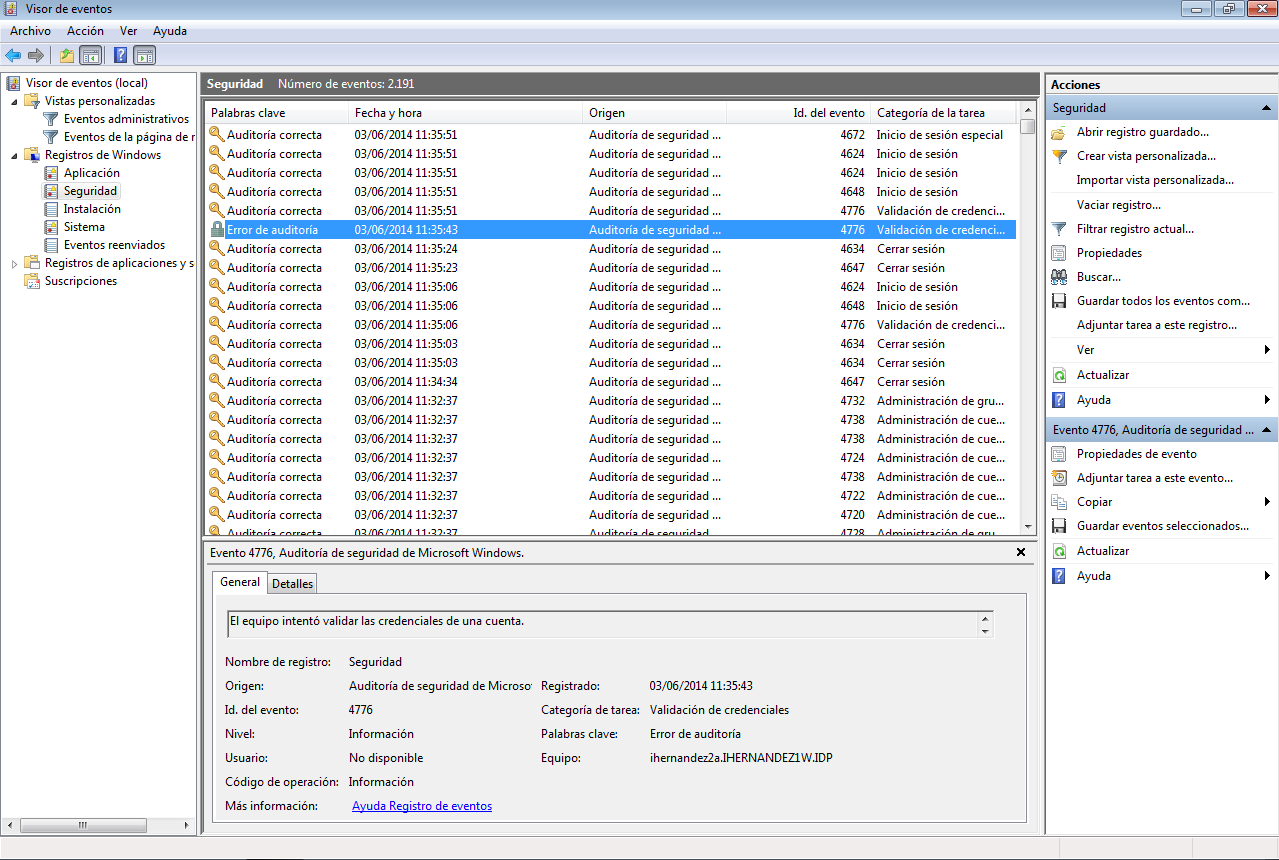 Visor de eventos
Archivo Acción Ver Ayuda
Visor de eventos (local)
Vistas personalizadas
Eventos administrativos
Eventos de la página de r
Registros de Windows
Aplicación
Seguridad
Instalación
Sistema
Eventos reenviados
Registros de aplicaciones y s
Suscripciones
Seguridad Número de eventos: 2.191
Palabras clave Fecha y hora Origen Id. del evento Categoría de la tarea
Auditoría correcta 03/06/2014 11:35:51 Auditoría de seguridad ... 4672 Inicio de sesión especial
Auditoría correcta 03/06/2014 11:35:51 Auditoría de seguridad ... 4624 Inicio de sesión
Auditoría correcta 03/06/2014 11:35:51 Auditoría de seguridad ... 4624 Inicio de sesión
Auditoría correcta 03/06/2014 11:35:51 Auditoría de seguridad ... 4648 Inicio de sesión
Auditoría correcta 03/06/2014 11:35:51 Auditoría de seguridad ... 4776 Validación de credenci...
Error de auditoría 03/06/2014 11:35:43 Auditoría de seguridad ... 4776 Validación de credenci...
Auditoría correcta 03/06/2014 11:35:24 Auditoría de seguridad ... 4634 Cerrar sesión
Auditoría correcta 03/06/2014 11:35:23 Auditoría de seguridad ... 4647 Cerrar sesión
Auditoría correcta 03/06/2014 11:35:06 Auditoría de seguridad ... 4624 Inicio de sesión
Auditoría correcta 03/06/2014 11:35:06 Auditoría de seguridad ... 4648 Inicio de sesión
Auditoría correcta 03/06/2014 11:35:06 Auditoría de seguridad ... 4776 Validación de credenci...
Auditoría correcta 03/06/2014 11:35:03 Auditoría de seguridad ... 4634 Cerrar sesión
Auditoría correcta 03/06/2014 11:35:03 Auditoría de seguridad ... 4634 Cerrar sesión
Auditoría correcta 03/06/2014 11:34:34 Auditoría de seguridad ... 4647 Cerrar sesión
Auditoría correcta 03/06/2014 11:32:37 Auditoría de seguridad ... 4732 Administración de gru...
Auditoría correcta 03/06/2014 11:32:37 Auditoría de seguridad ... 4738 Administración de cue...
Auditoría correcta 03/06/2014 11:32:37 Auditoría de seguridad ... 4738 Administración de cue...
Auditoría correcta 03/06/2014 11:32:37 Auditoría de seguridad ... 4724 Administración de cue...
Auditoría correcta 03/06/2014 11:32:37 Auditoría de seguridad ... 4738 Administración de cue...
Auditoría correcta 03/06/2014 11:32:37 Auditoría de seguridad ... 4722 Administración de cue...
Auditoría correcta 03/06/2014 11:32:37 Auditoría de seguridad ... 4720 Administración de cue...
Auditoría correcta 03/06/2014 11:32:37 Auditoría de seguridad ... 4728 Administración de gru...
Evento 4776, Auditoría de seguridad de Microsoft Windows.
General Detalles
El equipo intentó validar las credenciales de una cuenta.
Nombre de registro: Seguridad
Origen: Auditoría de seguridad de Microso Registrado: 03/06/2014 11:35:43
Id. del evento: 4776 Categoría de tarea: Validación de credenciales
Nivel: Información Palabras clave: Error de auditoría
Usuario: No disponible Equipo: ihernandez2a.IHERNANDEZ1W.IDP
Código de operación: Información
Más información: Ayuda Registro de eventos
Acciones
Seguridad
Abrir registro guardado...
Crear vista personalizada...
Importar vista personalizada...
Vaciar registro...
Filtrar registro actual...
Propiedades
Buscar...
Guardar todos los eventos com...
Adjuntar tarea a este registro...
Ver
Actualizar
Ayuda
Evento 4776, Auditoría de seguridad ...
Propiedades de evento
Adjuntar tarea a este evento...
Copiar
Guardar eventos seleccionados...
Actualizar
Ayuda